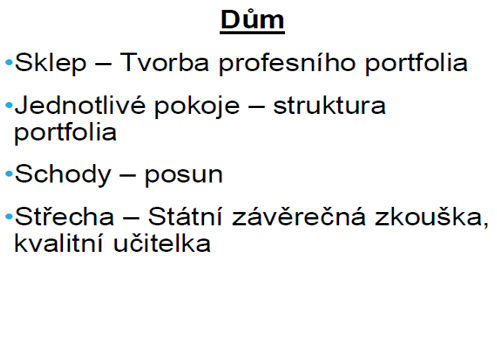 Dům
•Sklep – Tvorba profesního portfolia
•Jednotlivé pokoje – struktura
portfolia
•Schody – posun
•Střecha – Státní závěrečná zkouška,
kvalitní učitelka